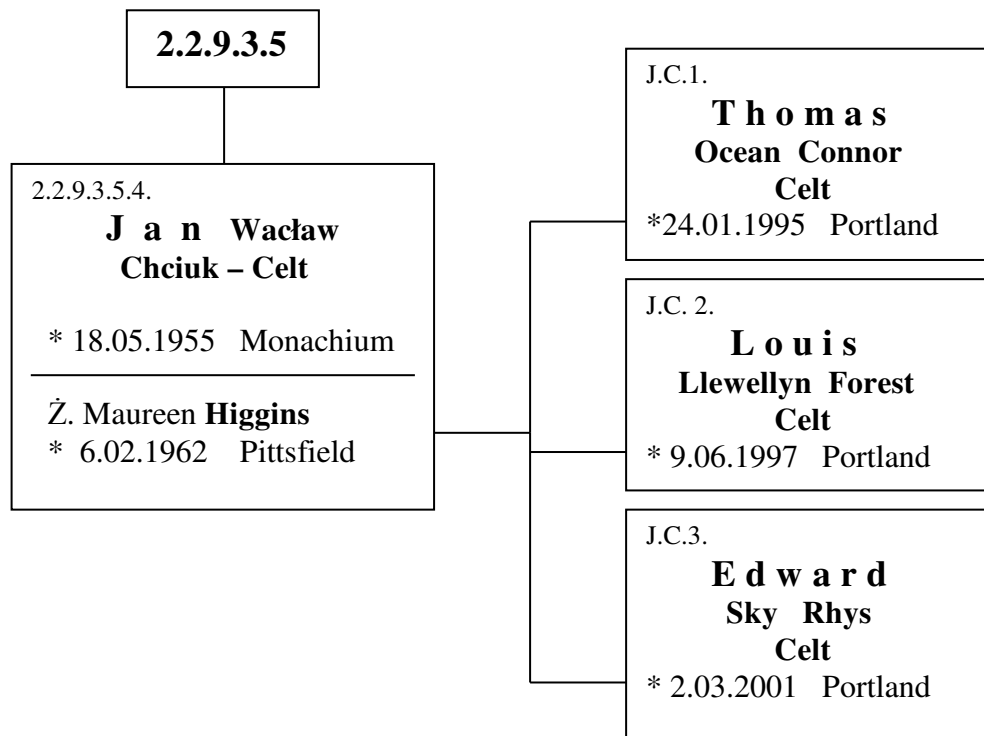 2.2.9.3.5
2.2.9.3.5.4.
J a n Wacław
Chciuk – Celt
* 18.05.1955 Monachium
Ż. Maureen Higgins
* 6.02.1962 Pittsfield
J.C.1.
T h o m a s
Ocean Connor
Celt
*24.01.1995 Portland
J.C. 2.
L o u i s
Llewellyn Forest
Celt
* 9.06.1997 Portland
J.C.3.
E d w a r d
Sky Rhys
Celt
* 2.03.2001 Portland